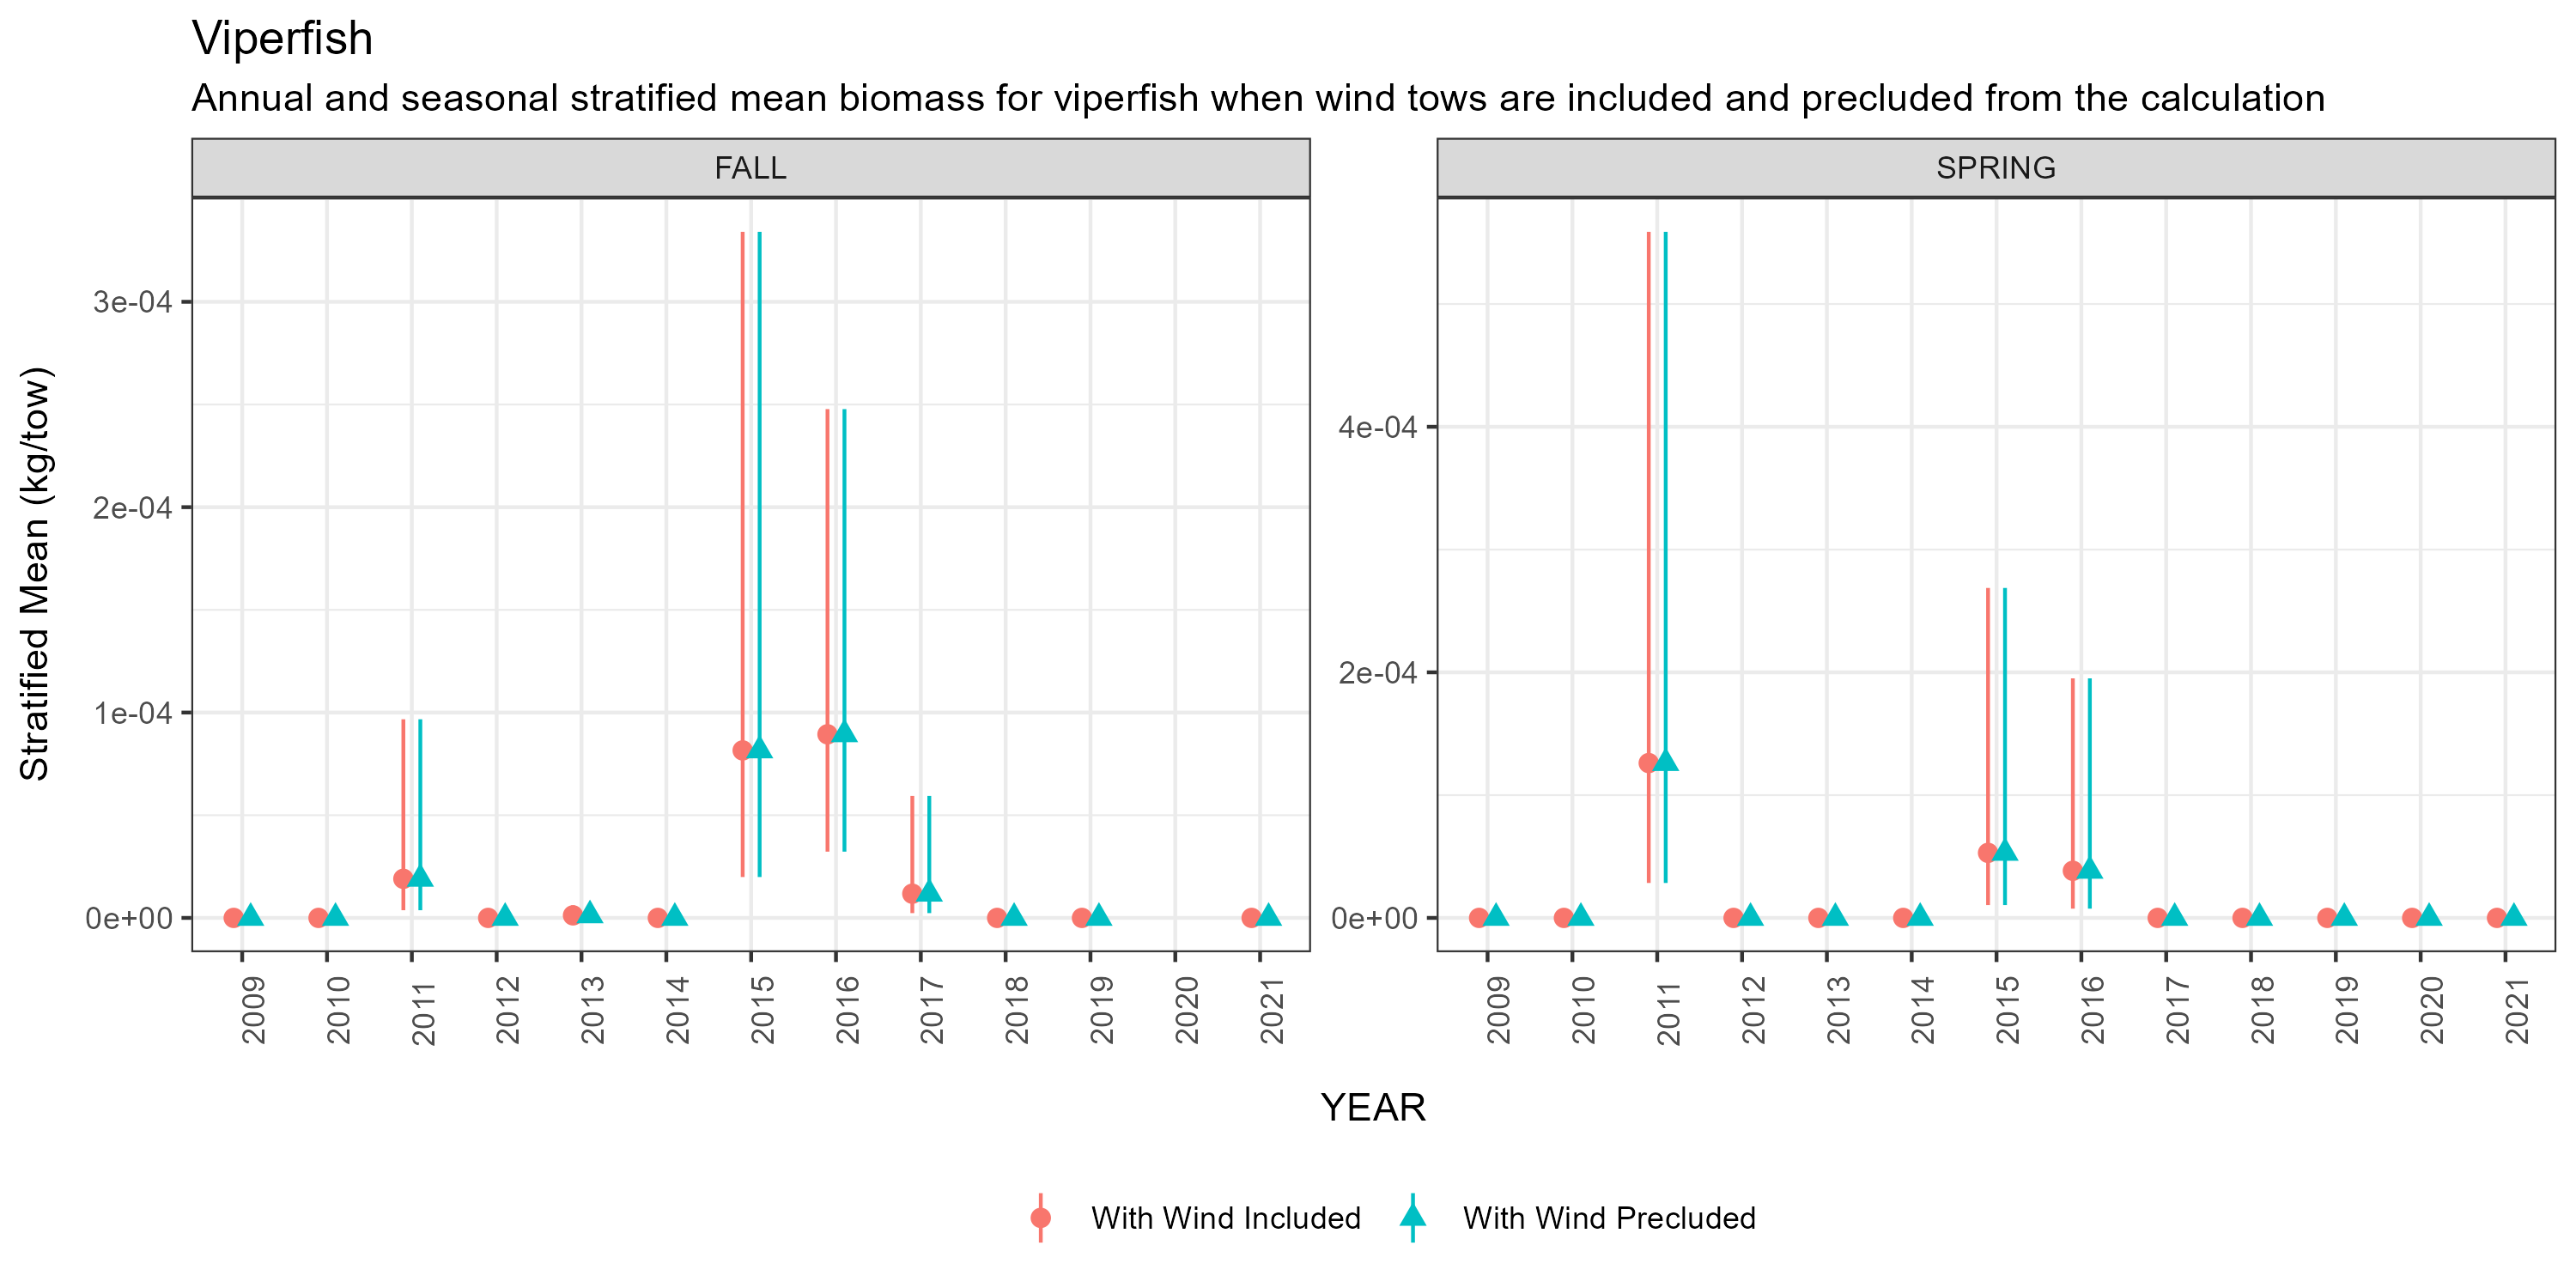 Viperfish
Annual and seasonal stratified mean biomass for viperfish when wind tows are included and precluded from the calculation
FALL
SPRING
Stratified Mean (kg/tow)
3e-04
2e-04
1e-04
0e+00
4e-04
2e-04
0e+00
2009 2010 2011 2012 2013 2014 2015 2016 2017 2018 2019 2020 2021
2009 2010 2011 2012 2013 2014 2015 2016 2017 2018 2019 2020 2021
YEAR
With Wind Included
With Wind Precluded